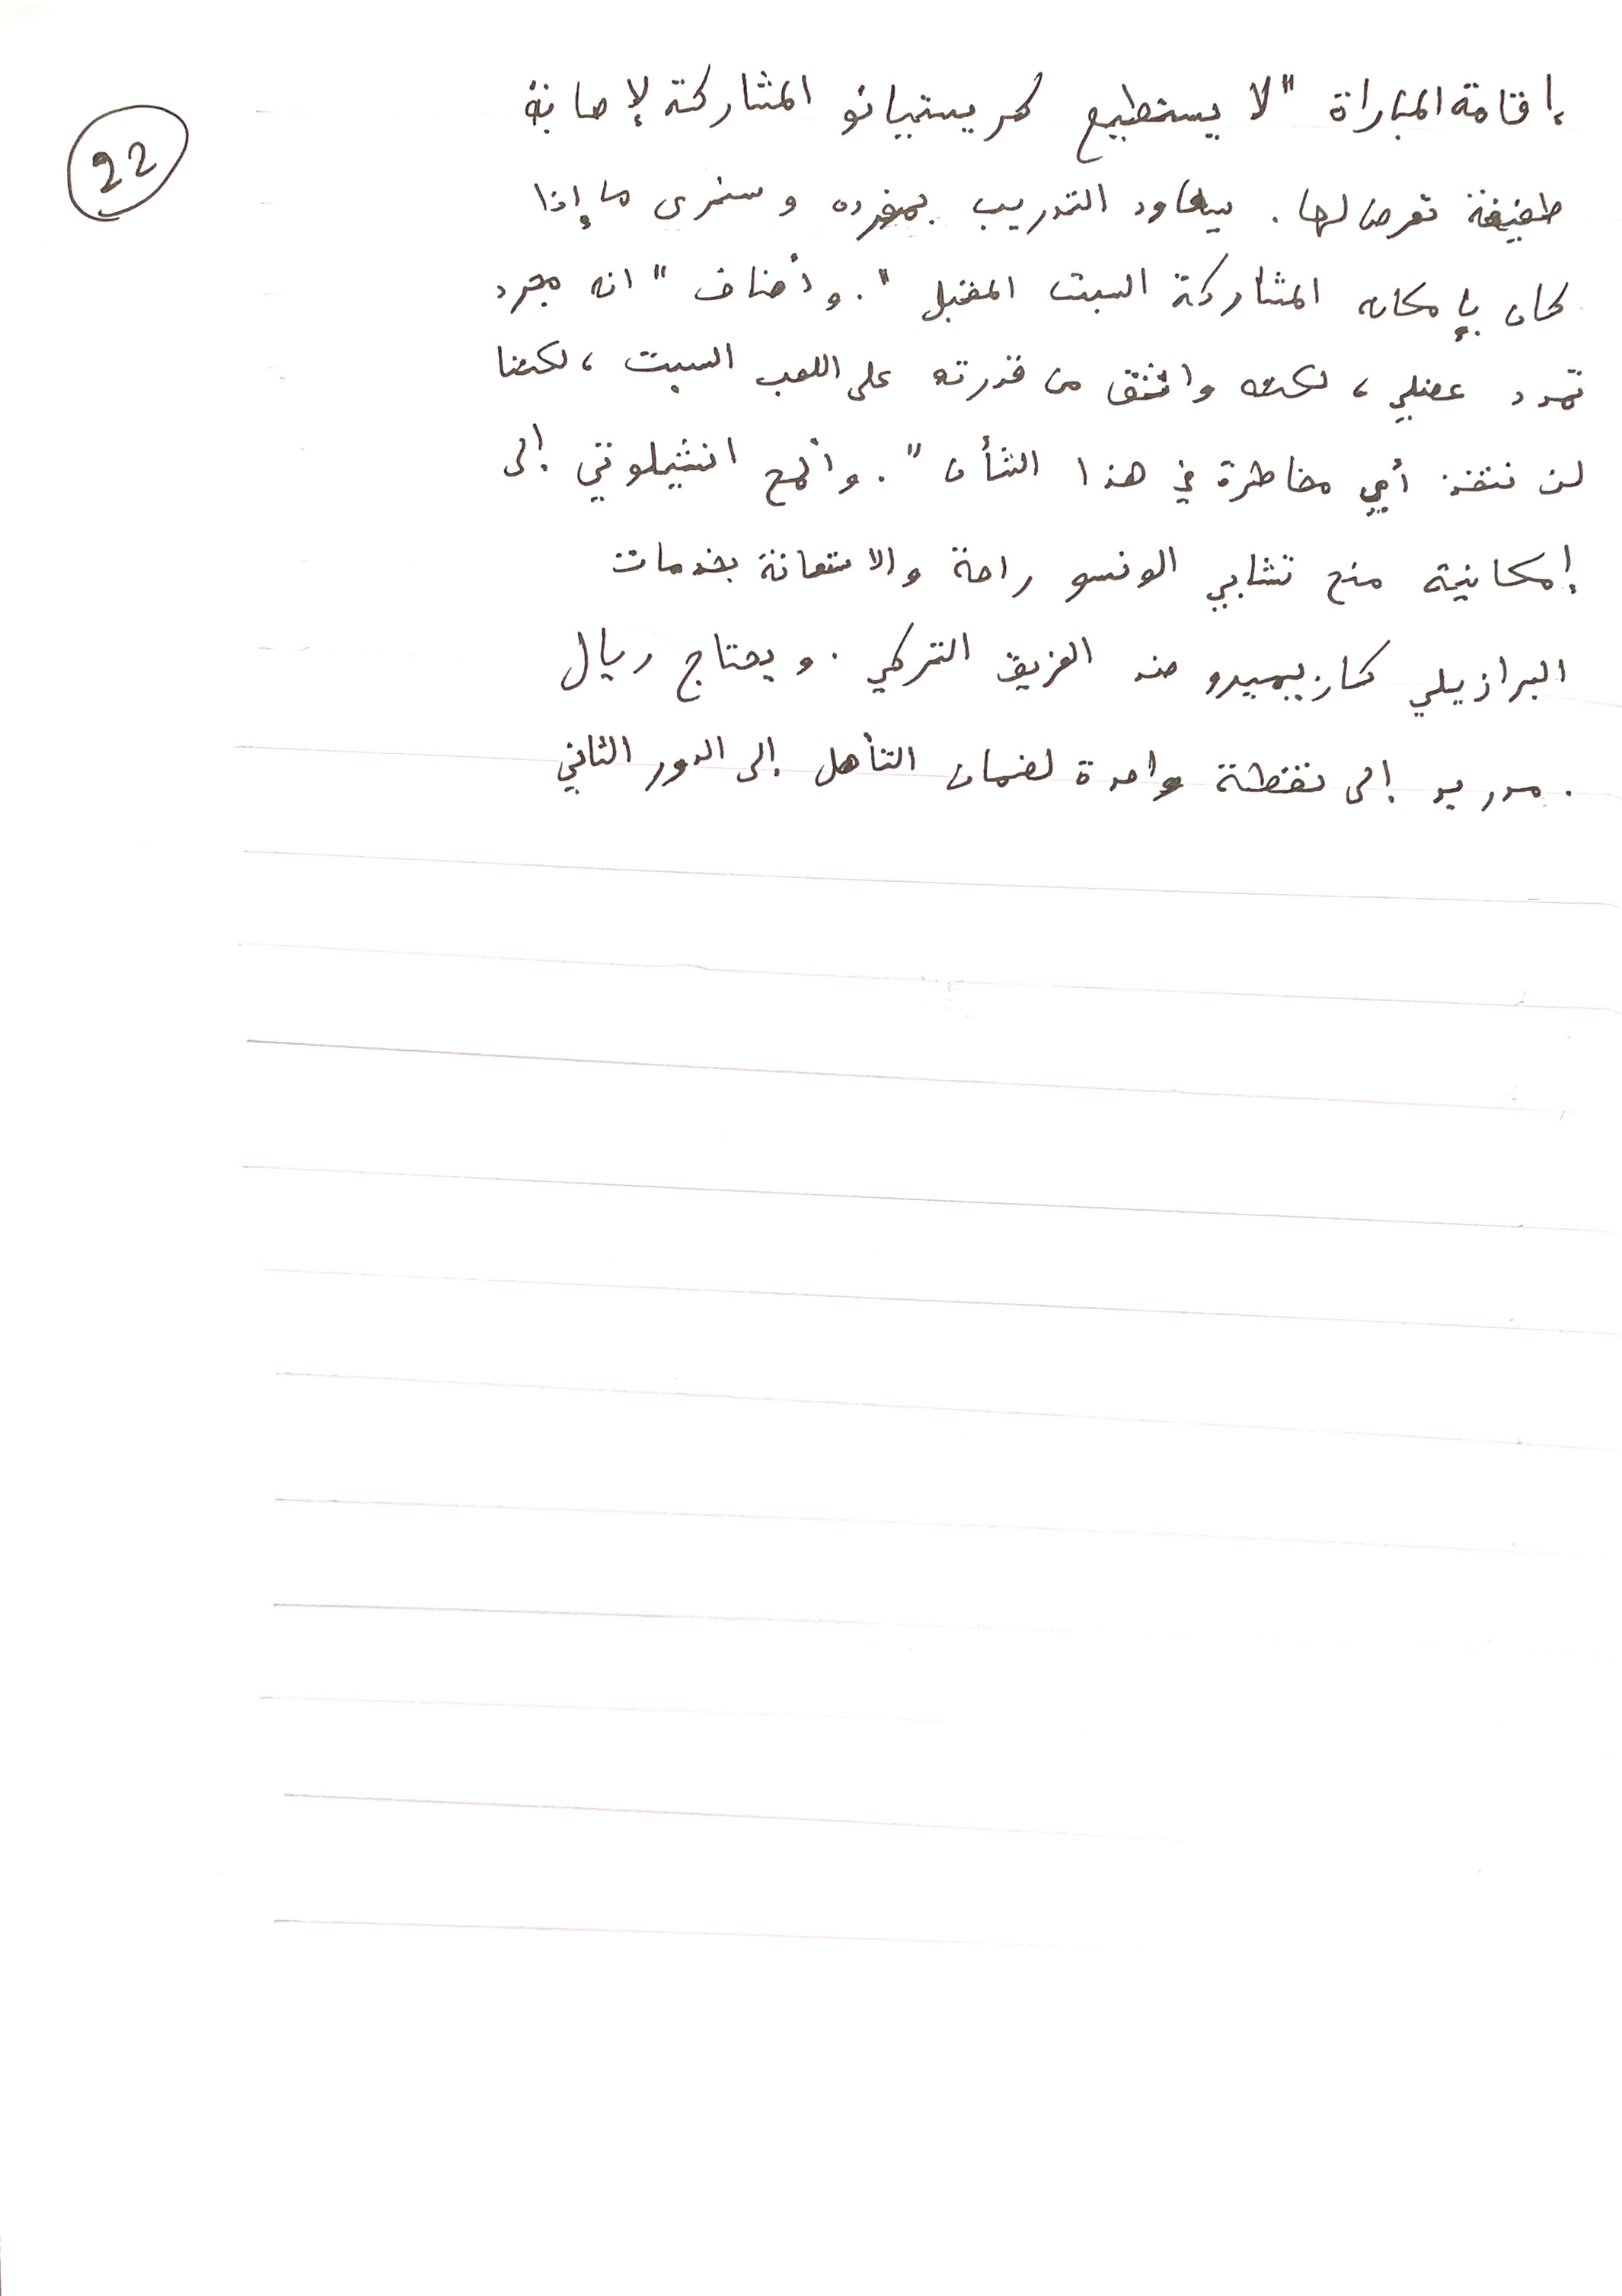 22
إقامة المباراة "لا يستطيع كريستيانو المشاركة لإصابة
طفيفة تعرض لها. سيعاود التدريب بمفرده وسنرى ما إذا
كان بإمكانه المشاركة السبت المقبل". وأضاف "انه مجرد
تمدد عضلي، لكنه واثق من قدرته على اللعب السبت، لكننا
لن نتخذ أي مخاطرة في هذا الشأن". وألمح انشيلوتي إلى
إمكانية منح تشابي الونسو راحة والاستعانة بخدمات
البرازيلي كازيميرو ضد الفريق التركي. ويحتاج ريال
مدريد إلى نقطة واحدة لضمان التأهل إلى الدور الثاني.